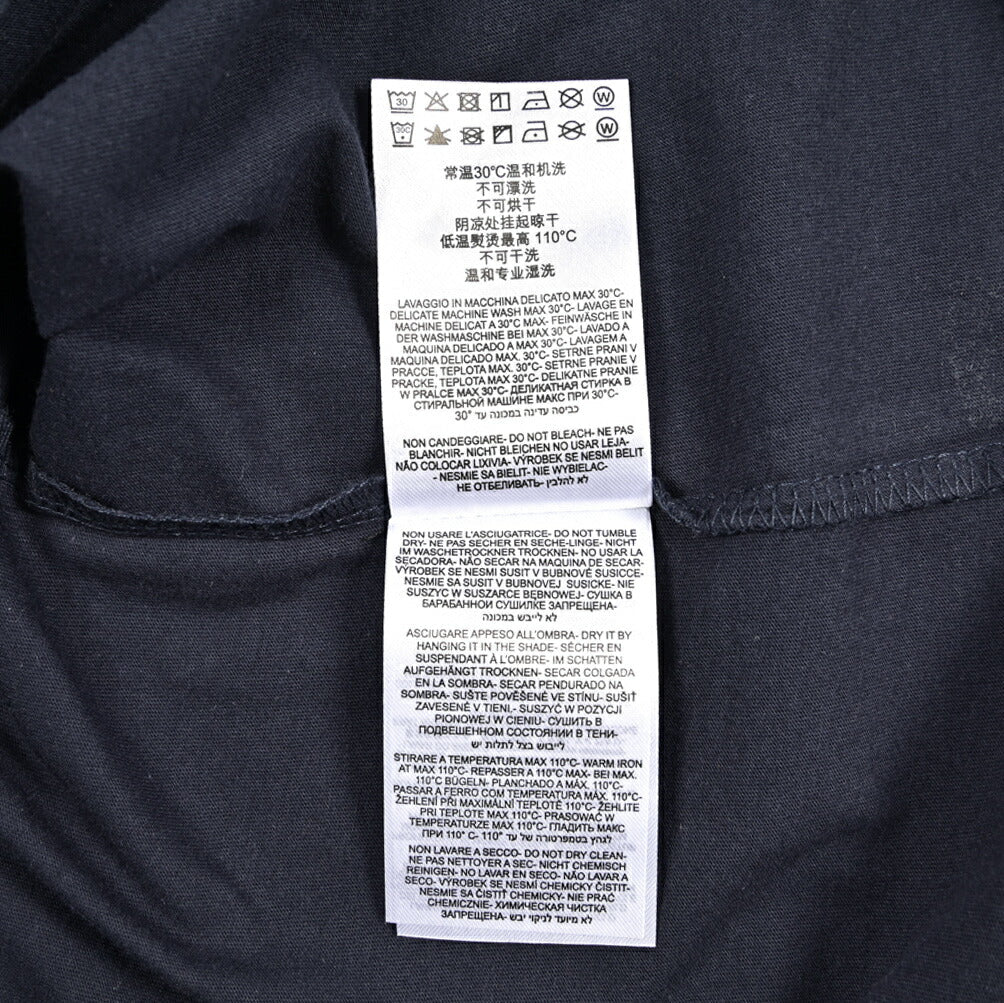 30 W
30C W
常温30°C温和机洗
不可漂洗
不可烘干
阴凉处挂起晾干
低温熨烫最高 110°C
不可干洗
温和专业湿洗
LAVAGGIO IN MACCHINA DELICATO MAX 30°C-
DELICATE MACHINE WASH MAX 30°C- LAVAGE EN
MACHINE DELICAT A 30°C MAX- FEINWÄSCHE IN
DER WASHMASCHINE BEI MAX 30°C- LAVADO A
MAQUINA DELICADO A MAX 30°C- LAVAGEM A
MAQUINA DELICADO MAX. 30°C- SETRNE PRANI V
PRACCE, TEPLOTA MAX. 30°C- SETRNE PRANIE V
PRACKE, TEPLOTA MAX 30°C- DELIKATNE PRANIE
W PRALCE MAX 30°C- ДЕЛИКАТНАЯ СТИРКА В
СТИРАЛЬНОЙ МАШИНЕ МАКС ПРИ 30°C-
כביסה עדינה במכונה עד 30°
NON CANDEGGIARE- DO NOT BLEACH- NE PAS
BLANCHIR- NICHT BLEICHEN NO USAR LEJA-
NÃO COLOCAR LIXIVIA- VÝROBEK SE NESMI BELIT
- NESMIE SA BIELIT- NIE WYBIELAC-
НЕ ОТБЕЛИВАТЬ- לא להלבין
NON USARE L'ASCIUGATRICE- DO NOT TUMBLE
DRY- NE PAS SECHER EN SECHE-LINGE- NICHT
IM WASCHETROCKNER TROCKNEN- NO USAR LA
SECADORA- NÃO SECAR NA MAQUINA DE SECAR-
VÝROBEK SE NESMI SUSIT V BUBNOVÉ SUSICCE-
NESMIE SA SUSIT V BUBNOVEJ SUSICKE- NIE
SUSZYC W SUSZARCE BĘBNOWEJ- СУШКА В
БАРАБАННОЙ СУШИЛКЕ ЗАПРЕЩЕНА-
לא לייבש במכונה
ASCIUGARE APPESO ALL'OMBRA- DRY IT BY
HANGING IT IN THE SHADE- SÉCHER EN
SUSPENDANT À L'OMBRE- IM SCHATTEN
AUFGEHÄNGT TROCKNEN- SECAR COLGADA
EN LA SOMBRA- SECAR PENDURADO NA
SOMBRA- SUŠTE POVĚŠENÉ VE STÍNU- SUŠIŤ
ZAVESENÉ V TIENI,- SUSZYĆ W POZYCJI
PIONOWEJ W CIENIU- СУШИТЬ В
ПОДВЕШЕННОМ СОСТОЯНИИ В ТЕНИ-
לייבוש בצל לתלות יש
STIRARE A TEMPERATURA MAX 110°C- WARM IRON
AT MAX 110°C- REPASSER A 110°C MAX- BEI MAX.
110°C BÜGELN- PLANCHADO A MÁX. 110°C-
PASSAR A FERRO COM TEMPERATURA MÁX. 110°C-
ŽEHLENÍ PŘI MAXIMÁLNÍ TEPLOTĚ 110°C- ŽEHLITE
PRI TEPLOTE MAX 110°C- PRASOWAĆ W
TEMPERATURZE MAX 110°C- ГЛАДИТЬ МАКС
ПРИ 110° C- לגהץ בטמפרטורה של עד 110°
NON LAVARE A SECCO- DO NOT DRY CLEAN-
NE PAS NETTOYER A SEC- NICHT CHEMISCH
REINIGEN- NO LAVAR EN SECO- NÃO LAVAR A
SECO- VÝROBEK SE NESMÍ CHEMICKY ČISTIT-
NESMIE SA ČISTIŤ CHEMICKY- NIE PRAĆ
CHEMICZNIE- ХИМИЧЕСКАЯ ЧИСТКА
ЗАПРЕЩЕНА- לא מיועד לניקוי יבש